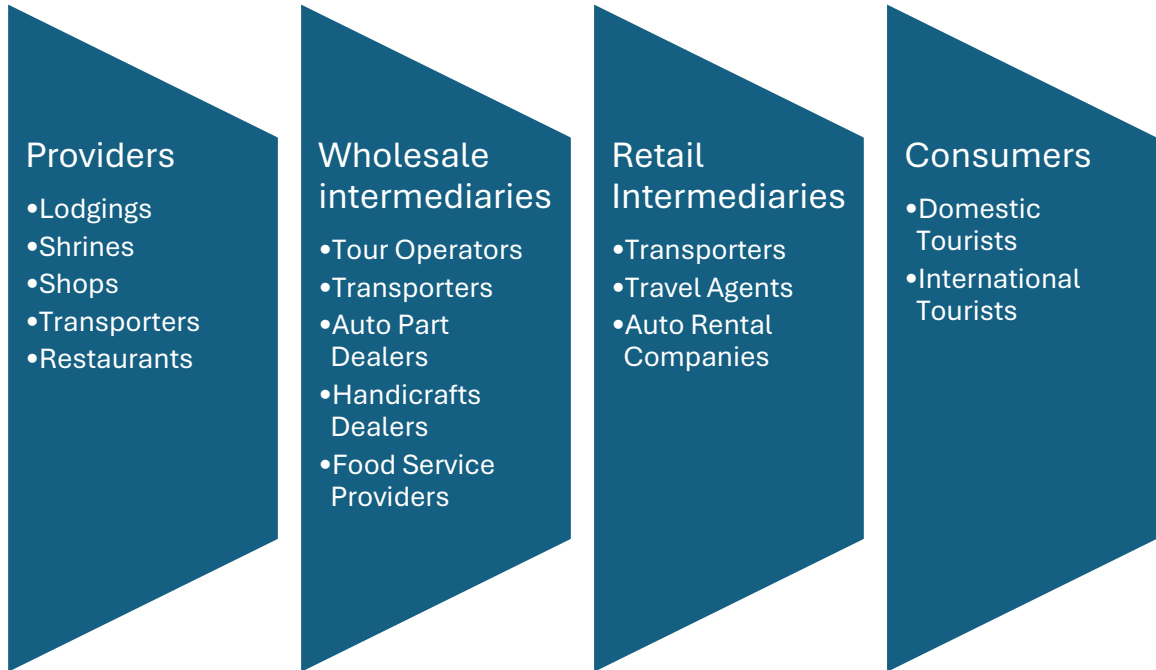 Providers
•Lodgings
•Shrines
•Shops
•Transporters
•Restaurants
Wholesale
intermediaries
•Tour Operators
•Transporters
•Auto Part
Dealers
•Handicrafts
Dealers
•Food Service
Providers
Retail
Intermediaries
•Transporters
•Travel Agents
•Auto Rental
Companies
Consumers
•Domestic
Tourists
•International
Tourists